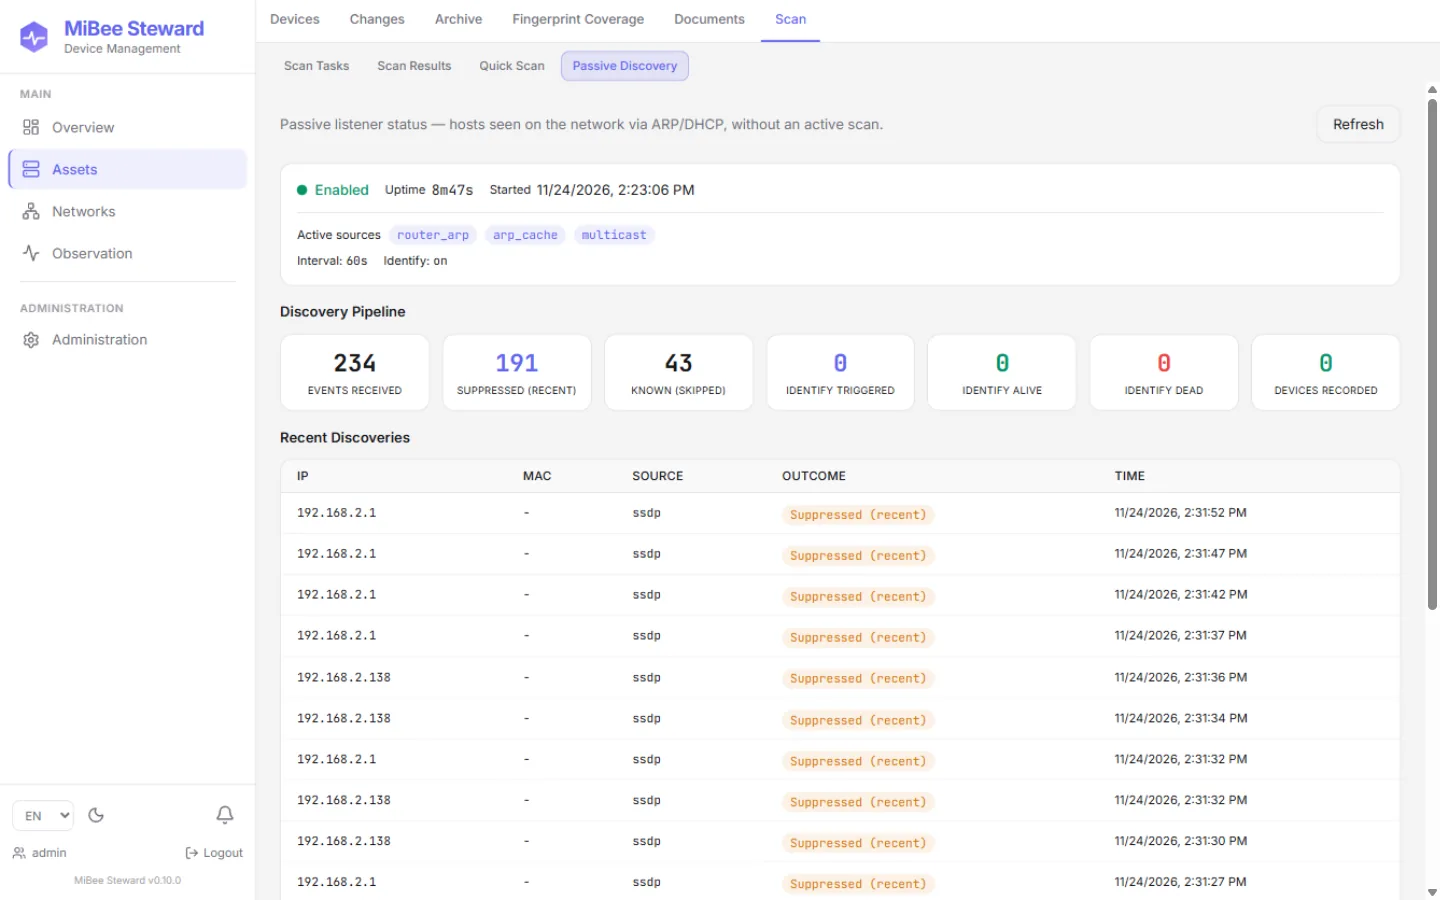 MiBee Steward
Device Management
MAIN
Overview
Assets
Networks
Observation
ADMINISTRATION
Administration
EN
admin
Logout
MiBee Steward v0.10.0
Devices Changes Archive Fingerprint Coverage Documents Scan
Scan Tasks Scan Results Quick Scan Passive Discovery
Passive listener status — hosts seen on the network via ARP/DHCP, without an active scan.
Refresh
Enabled Uptime 8m47s Started 11/24/2026, 2:23:06 PM
Active sources router_arp arp_cache multicast
Interval: 60s Identify: on
Discovery Pipeline
234 191 43 0 0 0 0
EVENTS RECEIVED SUPPRESSED (RECENT) KNOWN (SKIPPED) IDENTIFY TRIGGERED IDENTIFY ALIVE IDENTIFY DEAD DEVICES RECORDED
Recent Discoveries
IP MAC SOURCE OUTCOME TIME
192.168.2.1 - ssdp Suppressed (recent) 11/24/2026, 2:31:52 PM
192.168.2.1 - ssdp Suppressed (recent) 11/24/2026, 2:31:47 PM
192.168.2.1 - ssdp Suppressed (recent) 11/24/2026, 2:31:42 PM
192.168.2.1 - ssdp Suppressed (recent) 11/24/2026, 2:31:37 PM
192.168.2.138 - ssdp Suppressed (recent) 11/24/2026, 2:31:36 PM
192.168.2.138 - ssdp Suppressed (recent) 11/24/2026, 2:31:34 PM
192.168.2.1 - ssdp Suppressed (recent) 11/24/2026, 2:31:32 PM
192.168.2.138 - ssdp Suppressed (recent) 11/24/2026, 2:31:32 PM
192.168.2.138 - ssdp Suppressed (recent) 11/24/2026, 2:31:30 PM
192.168.2.1 - ssdp Suppressed (recent) 11/24/2026, 2:31:27 PM